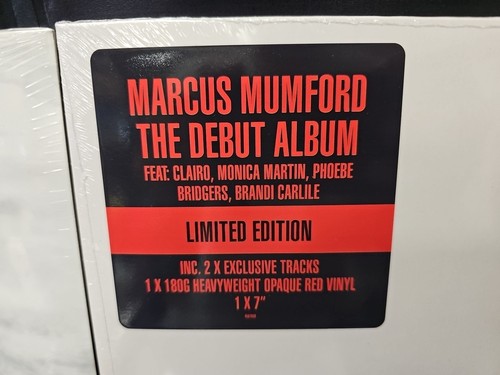 MARCUS MUMFORD
THE DEBUT ALBUM
FEAT: CLAIRO, MONICA MARTIN, PHOEBE
BRIDGERS, BRANDI CARLILE
LIMITED EDITION
INC. 2 X EXCLUSIVE TRACKS
1 X 180G HEAVYWEIGHT OPAQUE RED VINYL
1 X 7"